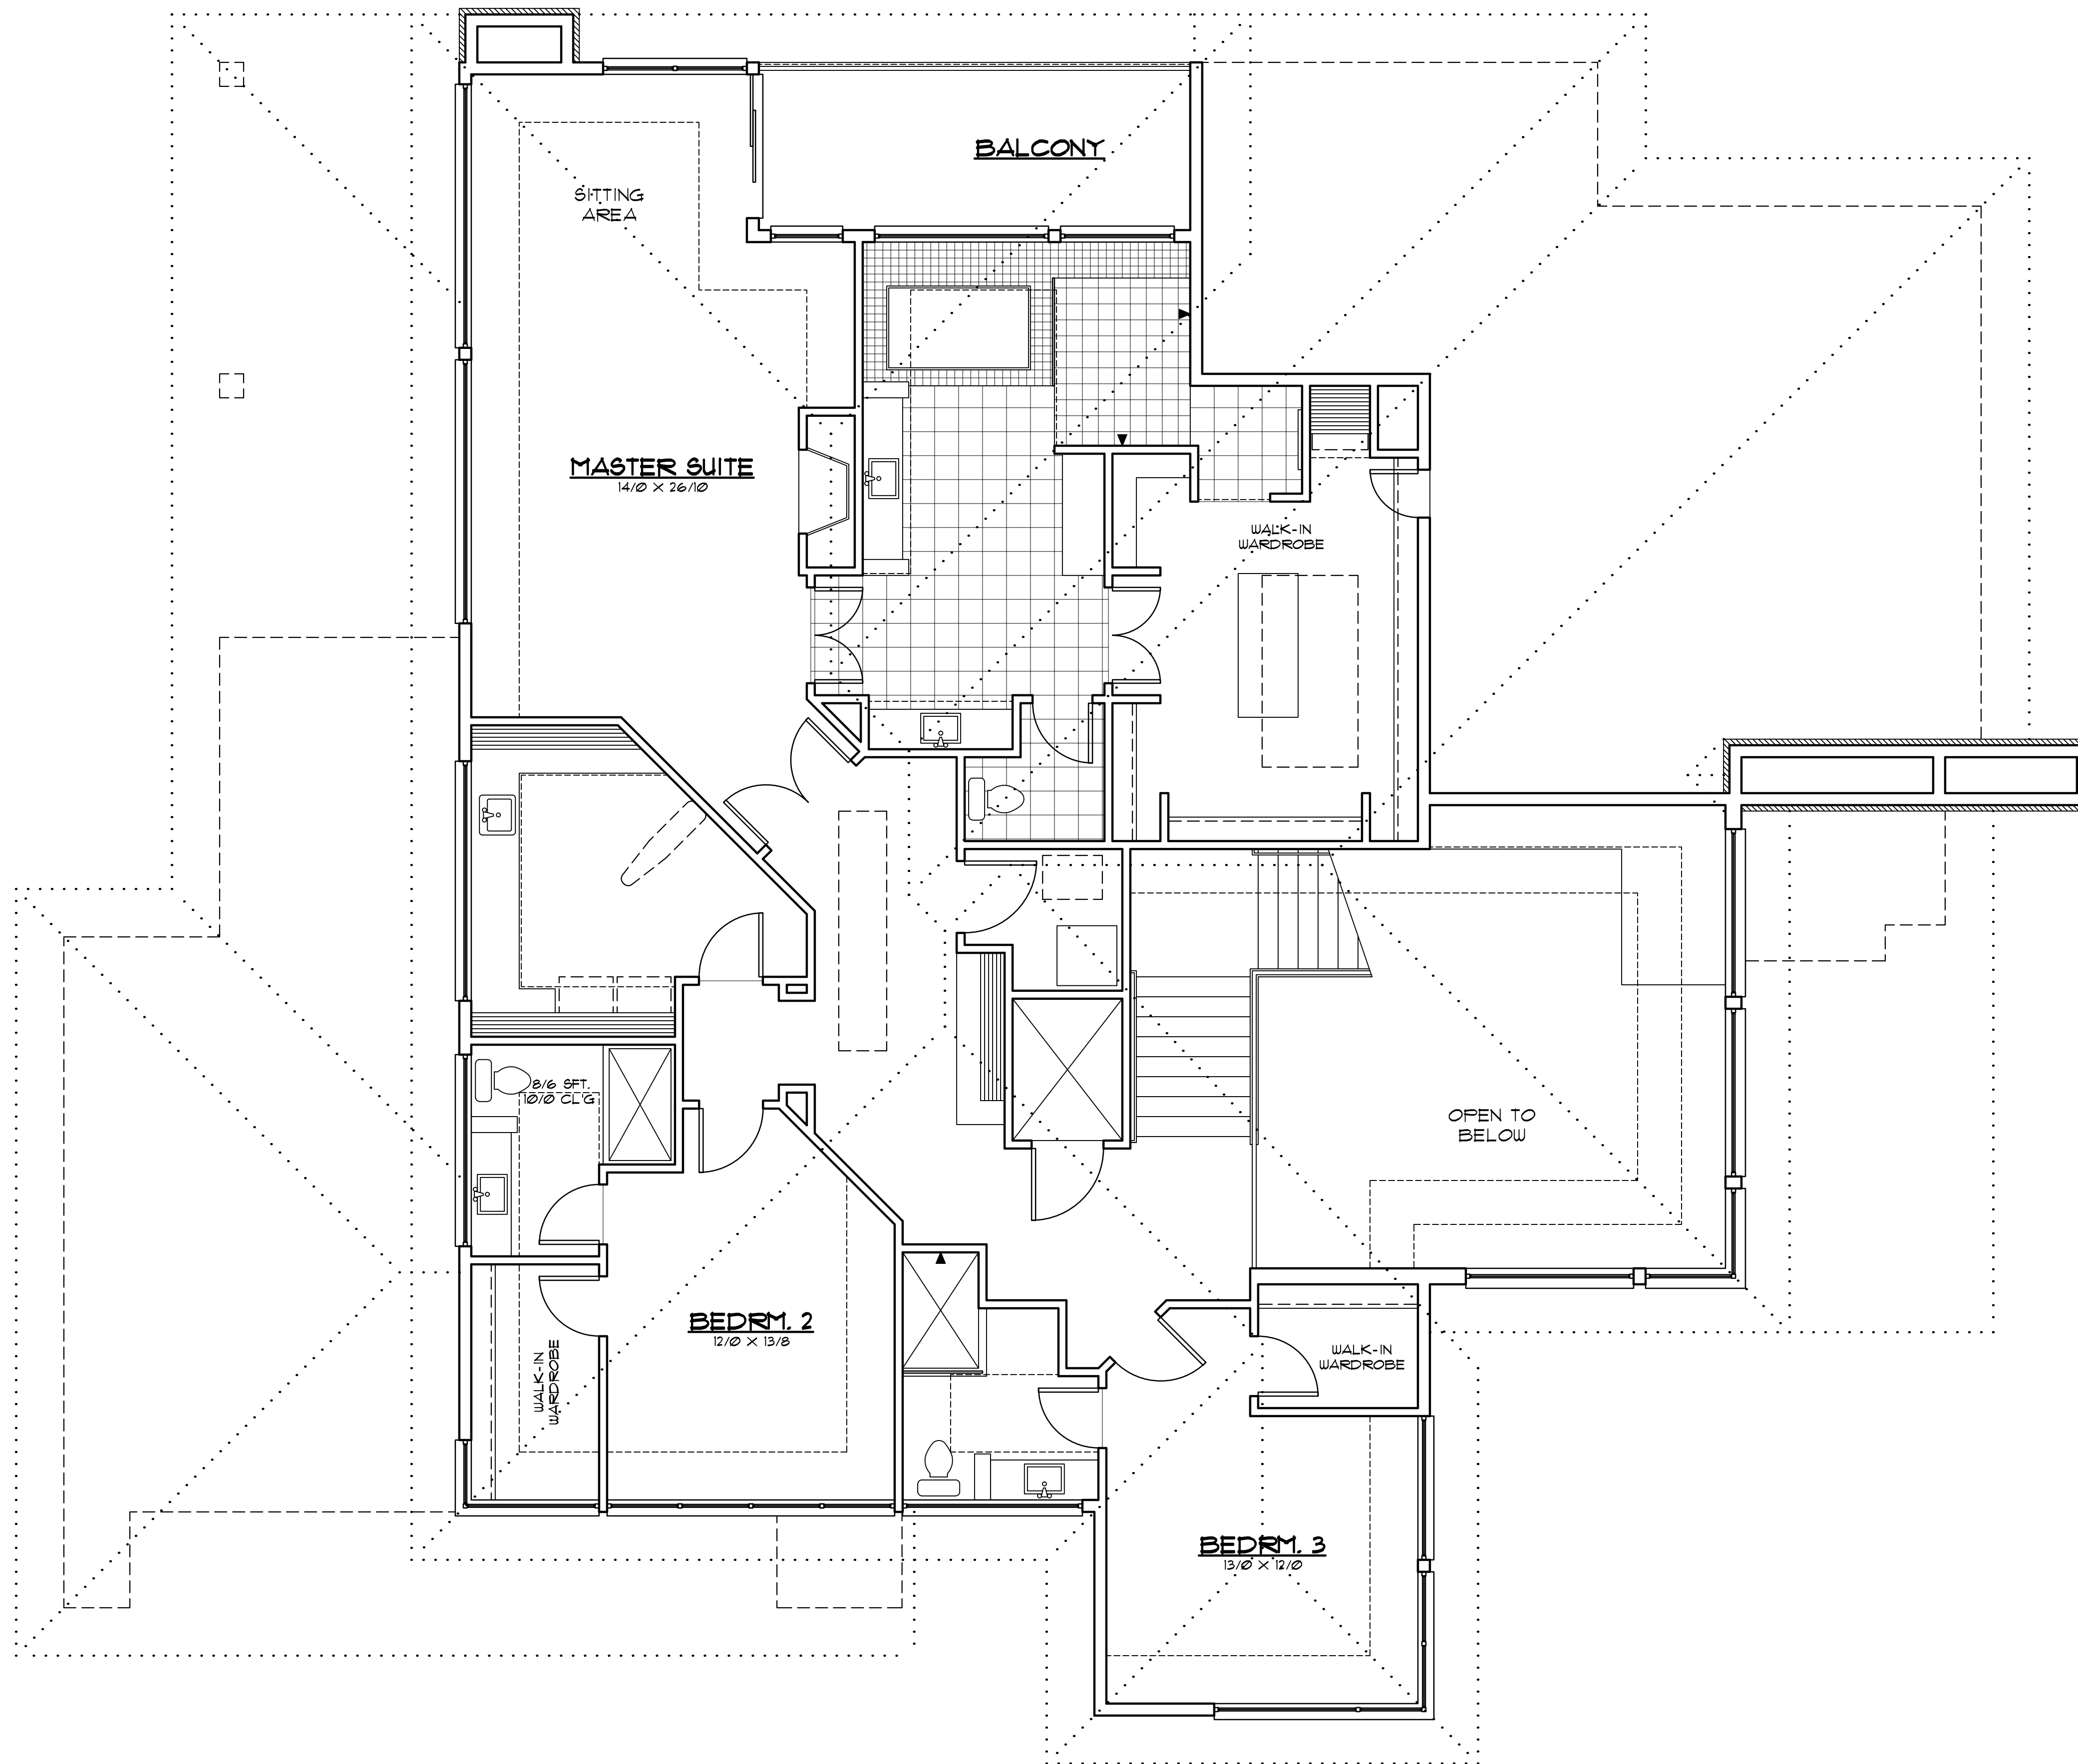 BALCONY
SITTING
AREA
MASTER SUITE
14/0 X 26/10
WALK-IN
WARDROBE
8/6 SFT.
10/0 CL'G
OPEN TO
BELOW
BEDRM. 2
12/0 X 13/8
WALK-IN
WARDROBE
WALK-IN
WARDROBE
BEDRM. 3
13/0 X 12/0